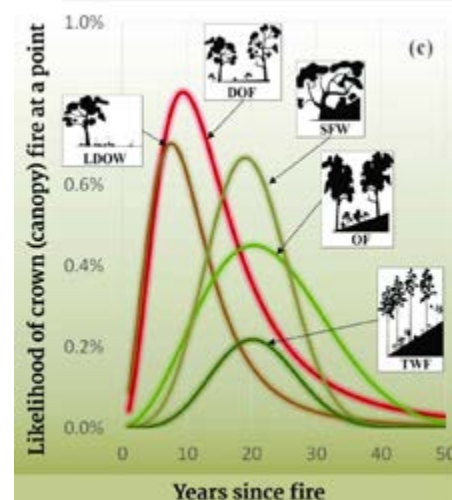 1.0%
(c)
DOF
SFW
LDOW
0.6%
OF
0.4%
0.2%
TWF
0.0%
0 10 20 30 40 50
Years since fire
Likelihood of crown (canopy) fire at a point